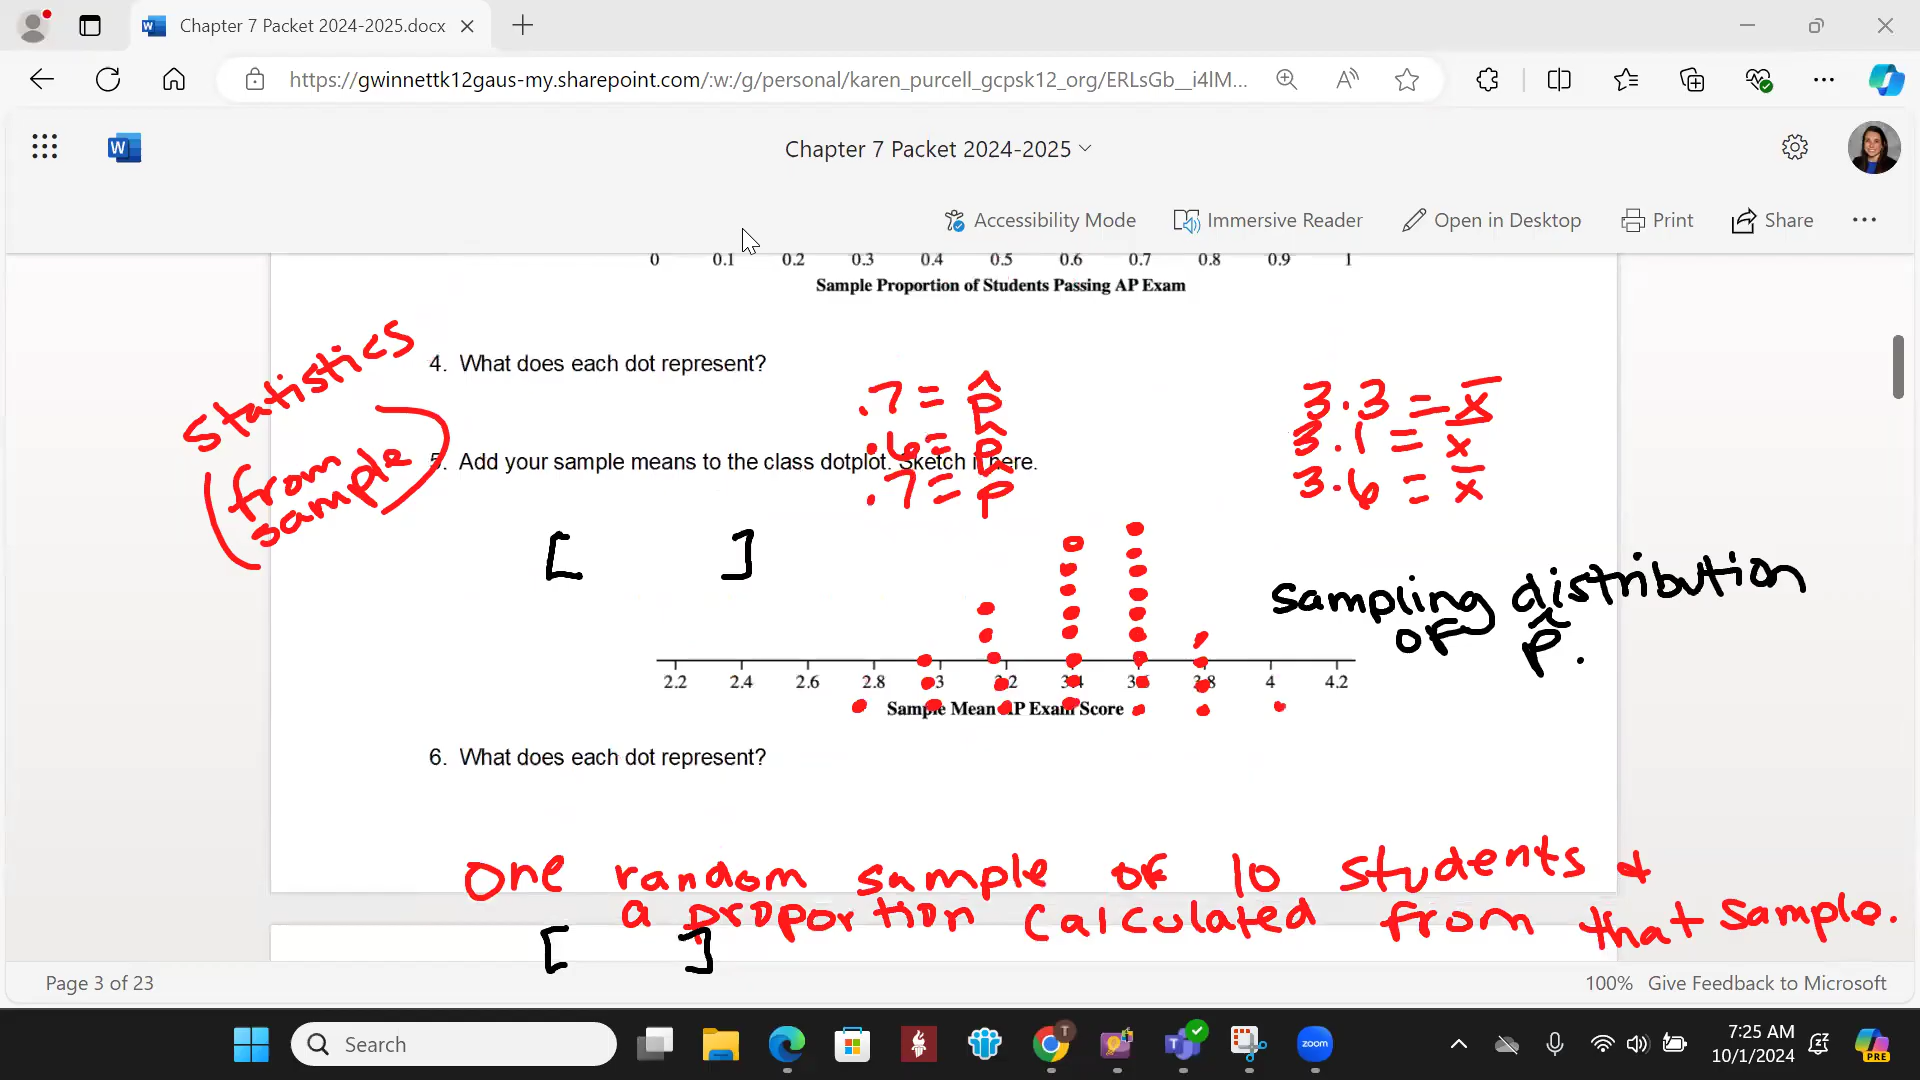 Chapter 7 Packet 2024-2025.docx
https://gwinnettk12gaus-my.sharepoint.com/:w:/g/personal/karen_purcell_gcpsk12_org/ERLsGb__i4lM...
Chapter 7 Packet 2024-2025
Accessibility Mode Immersive Reader Open in Desktop Print Share
0 0.1 0.2 0.3 0.4 0.5 0.6 0.7 0.8 0.9 1
Sample Proportion of Students Passing AP Exam
statistics
(from
sample)
4. What does each dot represent?
.7 = p̂
.6 = p̂
.7 = p̂
3.3 = x̄
3.1 = x̄
3.6 = x̄
5. Add your sample means to the class dotplot. Sketch it here.
[ ]
sampling distribution
of p̂.
2.2 2.4 2.6 2.8 3 3.2 3.4 3.6 3.8 4 4.2
Sample Mean AP Exam Score
6. What does each dot represent?
One random sample of 10 students &
a proportion calculated from that sample.
[ ]
Page 3 of 23
100% Give Feedback to Microsoft
Search
zoom
7:25 AM
10/1/2024
PRE